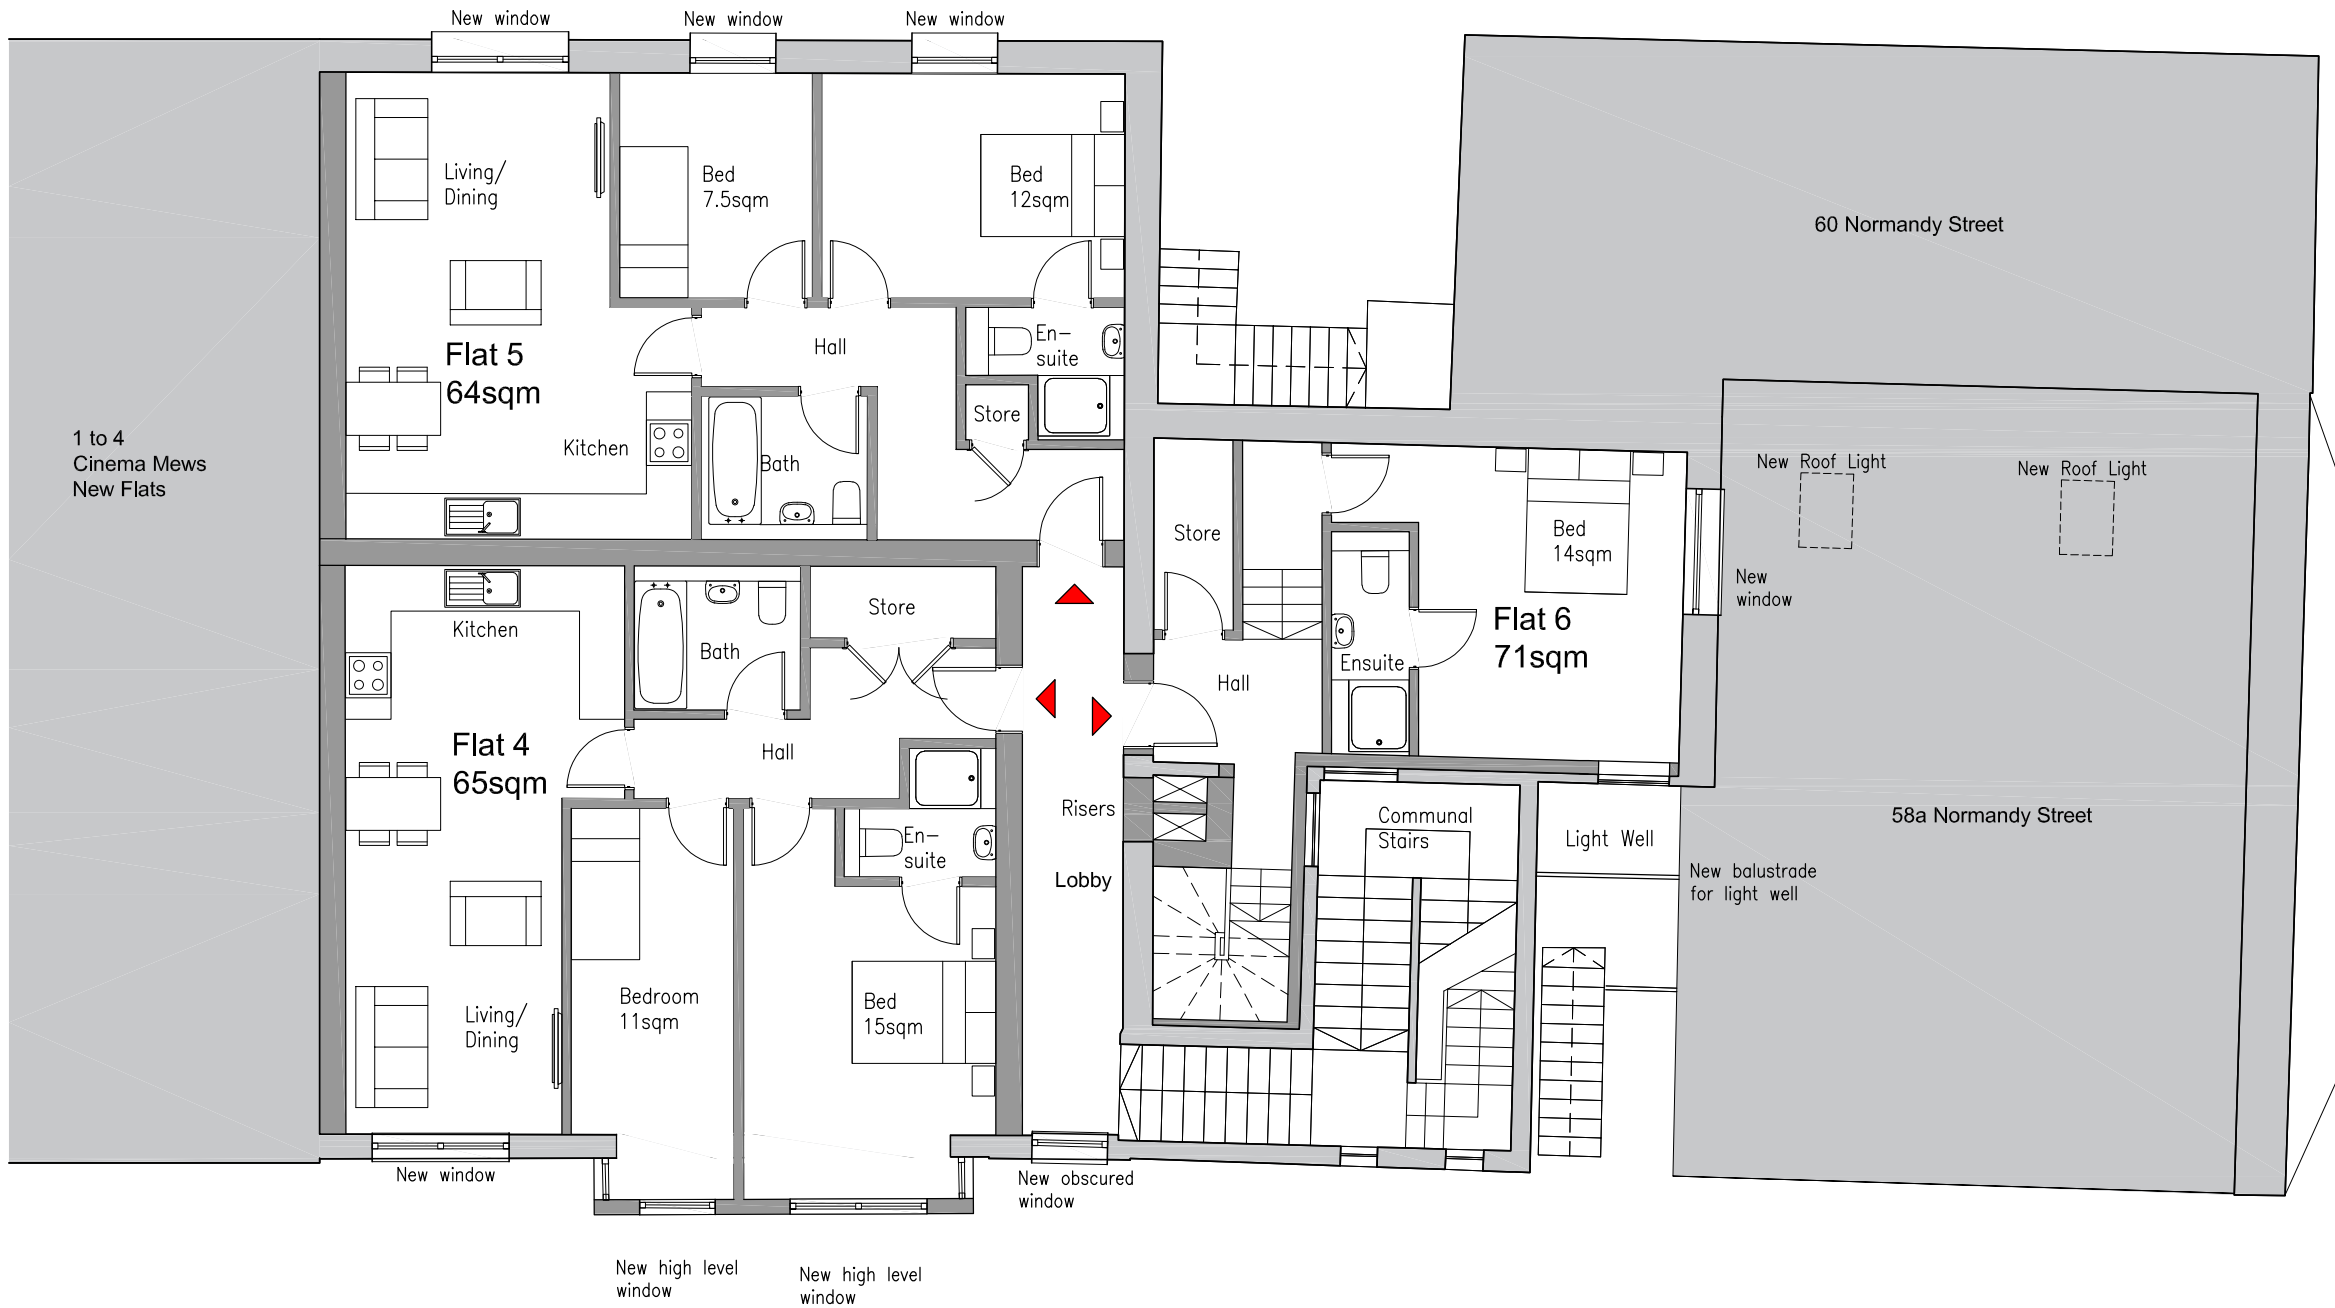 New window
New window
New window
Living/
Dining
Bed
7.5sqm
Bed
12sqm
60 Normandy Street
Flat 5
64sqm
Hall
En-
suite
Store
Kitchen
Bath
1 to 4
Cinema Mews
New Flats
New Roof Light
New Roof Light
Store
Bed
14sqm
New
window
Kitchen
Store
Bath
Flat 6
71sqm
Ensuite
Hall
Flat 4
65sqm
Hall
Risers
Communal
Stairs
Light Well
58a Normandy Street
En-
suite
Lobby
New balustrade
for light well
Living/
Dining
Bedroom
11sqm
Bed
15sqm
New window
New obscured
window
New high level
window
New high level
window